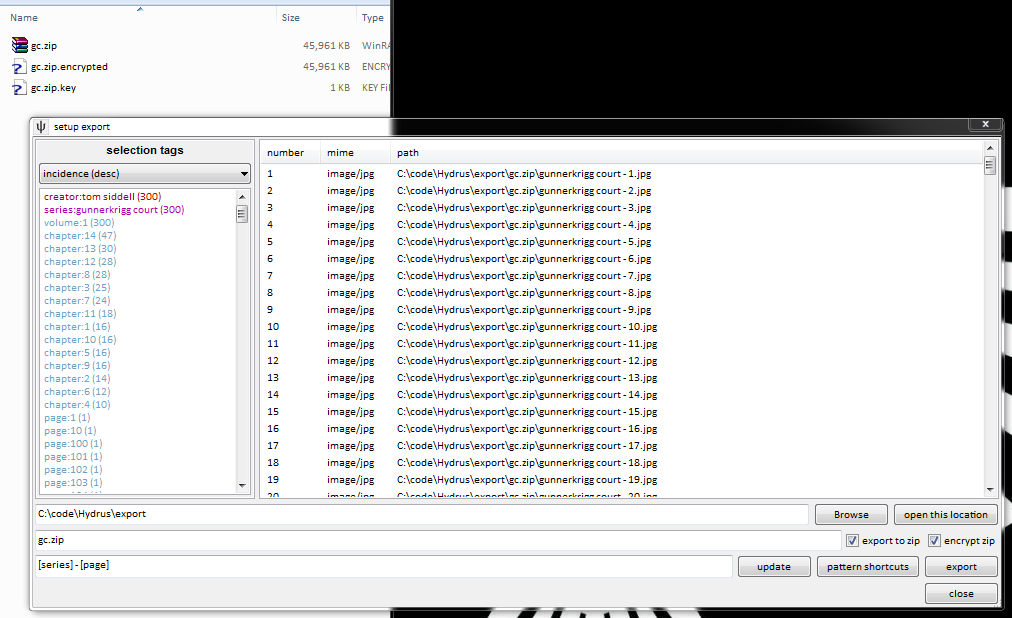 Name Size Type
gc.zip 45,961 KB WinRA
gc.zip.encrypted 45,961 KB ENCRY
gc.zip.key 1 KB KEY Fil
setup export
selection tags
incidence (desc)
creator:tom siddell (300)
series:gunnerkrigg court (300)
volume:1 (300)
chapter:14 (47)
chapter:13 (30)
chapter:12 (28)
chapter:8 (28)
chapter:3 (25)
chapter:7 (24)
chapter:11 (18)
chapter:1 (16)
chapter:10 (16)
chapter:5 (16)
chapter:9 (16)
chapter:2 (14)
chapter:6 (12)
chapter:4 (10)
page:1 (1)
page:10 (1)
page:100 (1)
page:101 (1)
page:102 (1)
page:103 (1)
number mime path
1 image/jpg C:\code\Hydrus\export\gc.zip\gunnerkrigg court - 1.jpg
2 image/jpg C:\code\Hydrus\export\gc.zip\gunnerkrigg court - 2.jpg
3 image/jpg C:\code\Hydrus\export\gc.zip\gunnerkrigg court - 3.jpg
4 image/jpg C:\code\Hydrus\export\gc.zip\gunnerkrigg court - 4.jpg
5 image/jpg C:\code\Hydrus\export\gc.zip\gunnerkrigg court - 5.jpg
6 image/jpg C:\code\Hydrus\export\gc.zip\gunnerkrigg court - 6.jpg
7 image/jpg C:\code\Hydrus\export\gc.zip\gunnerkrigg court - 7.jpg
8 image/jpg C:\code\Hydrus\export\gc.zip\gunnerkrigg court - 8.jpg
9 image/jpg C:\code\Hydrus\export\gc.zip\gunnerkrigg court - 9.jpg
10 image/jpg C:\code\Hydrus\export\gc.zip\gunnerkrigg court - 10.jpg
11 image/jpg C:\code\Hydrus\export\gc.zip\gunnerkrigg court - 11.jpg
12 image/jpg C:\code\Hydrus\export\gc.zip\gunnerkrigg court - 12.jpg
13 image/jpg C:\code\Hydrus\export\gc.zip\gunnerkrigg court - 13.jpg
14 image/jpg C:\code\Hydrus\export\gc.zip\gunnerkrigg court - 14.jpg
15 image/jpg C:\code\Hydrus\export\gc.zip\gunnerkrigg court - 15.jpg
16 image/jpg C:\code\Hydrus\export\gc.zip\gunnerkrigg court - 16.jpg
17 image/jpg C:\code\Hydrus\export\gc.zip\gunnerkrigg court - 17.jpg
18 image/jpg C:\code\Hydrus\export\gc.zip\gunnerkrigg court - 18.jpg
19 image/jpg C:\code\Hydrus\export\gc.zip\gunnerkrigg court - 19.jpg
20 image/jpg C:\code\Hydrus\export\gc.zip\gunnerkrigg court - 20.jpg
C:\code\Hydrus\export Browse open this location
gc.zip export to zip encrypt zip
[series] - [page] update pattern shortcuts export
close